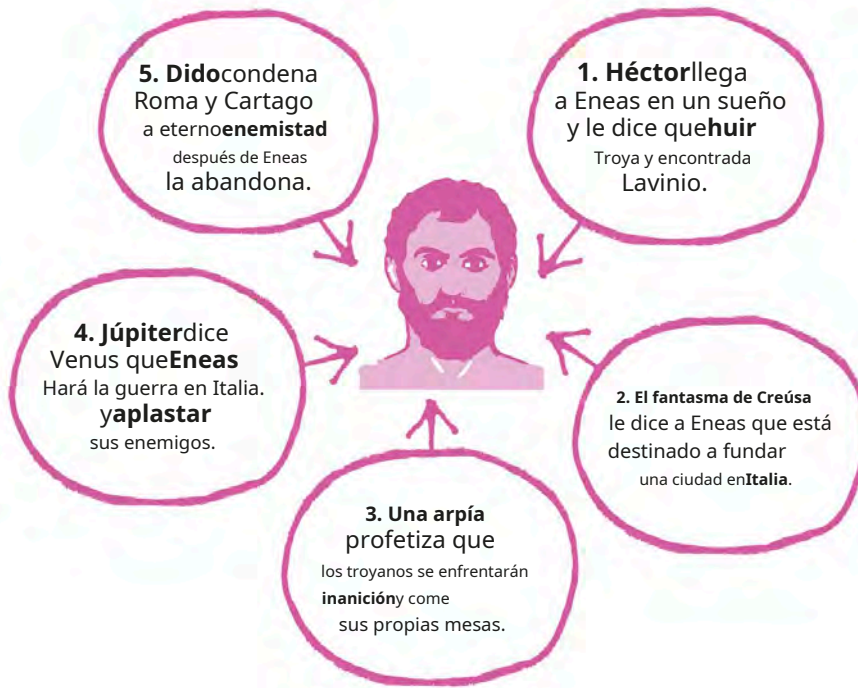 1. Héctorllega
a Eneas en un sueño
y le dice quehuir
Troya y encontrada
Lavinio.
2. El fantasma de Creúsa
le dice a Eneas que está
destinado a fundar
una ciudad enItalia.
3. Una arpía
profetiza que
los troyanos se enfrentarán
inanicióny come
sus propias mesas.
4. Júpiterdice
Venus queEneas
Hará la guerra en Italia.
yaplastar
sus enemigos.
5. Didocondena
Roma y Cartago
a eternoenemistad
después de Eneas
la abandona.